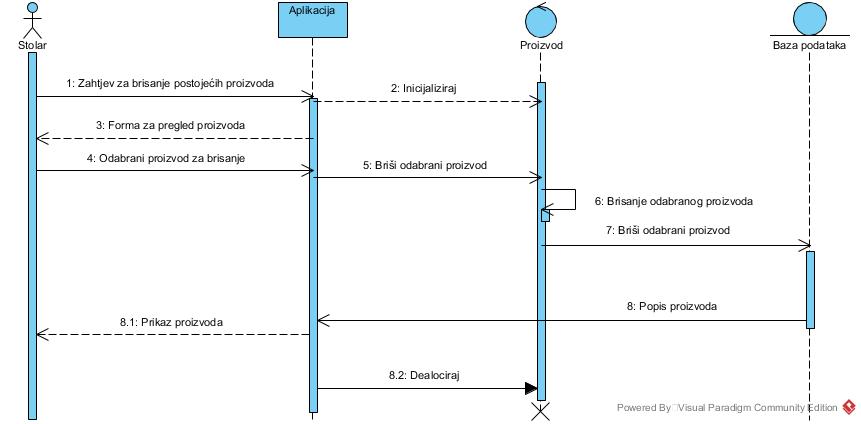 Aplikacija
Stolar
Proizvod
Baza podataka
1: Zahtjev za brisanje postojećih proizvoda
2: Inicijaliziraj
3: Forma za pregled proizvoda
4: Odabrani proizvod za brisanje
5: Briši odabrani proizvod
6: Brisanje odabranog proizvoda
7: Briši odabrani proizvod
8: Popis proizvoda
8.1: Prikaz proizvoda
8.2: Dealociraj
Powered By Visual Paradigm Community Edition